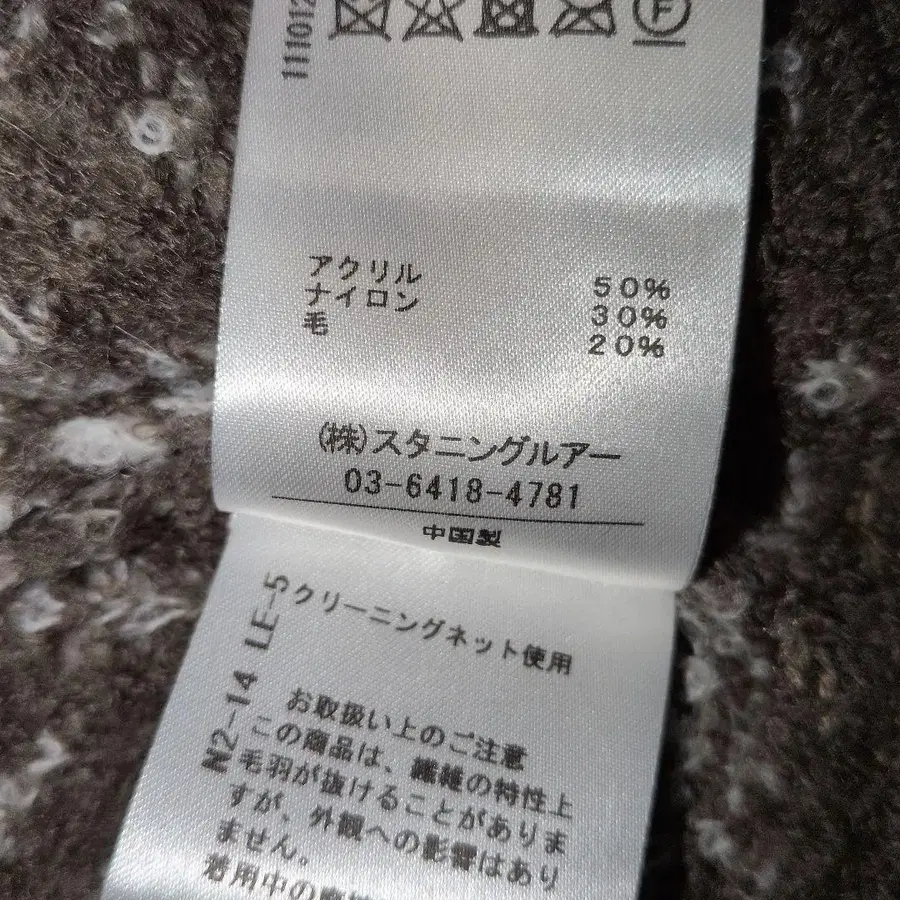 F
アクリル 50%
ナイロン 30%
毛 20%
(株)スタニングルアー
03-6418-4781
中国製
クリーニングネット使用
N2-14 LE-5
お取扱い上のご注意
この商品は、繊維の特性上
毛羽が抜けることがありま
すが、外観への影響はあり
ません。
着用中の